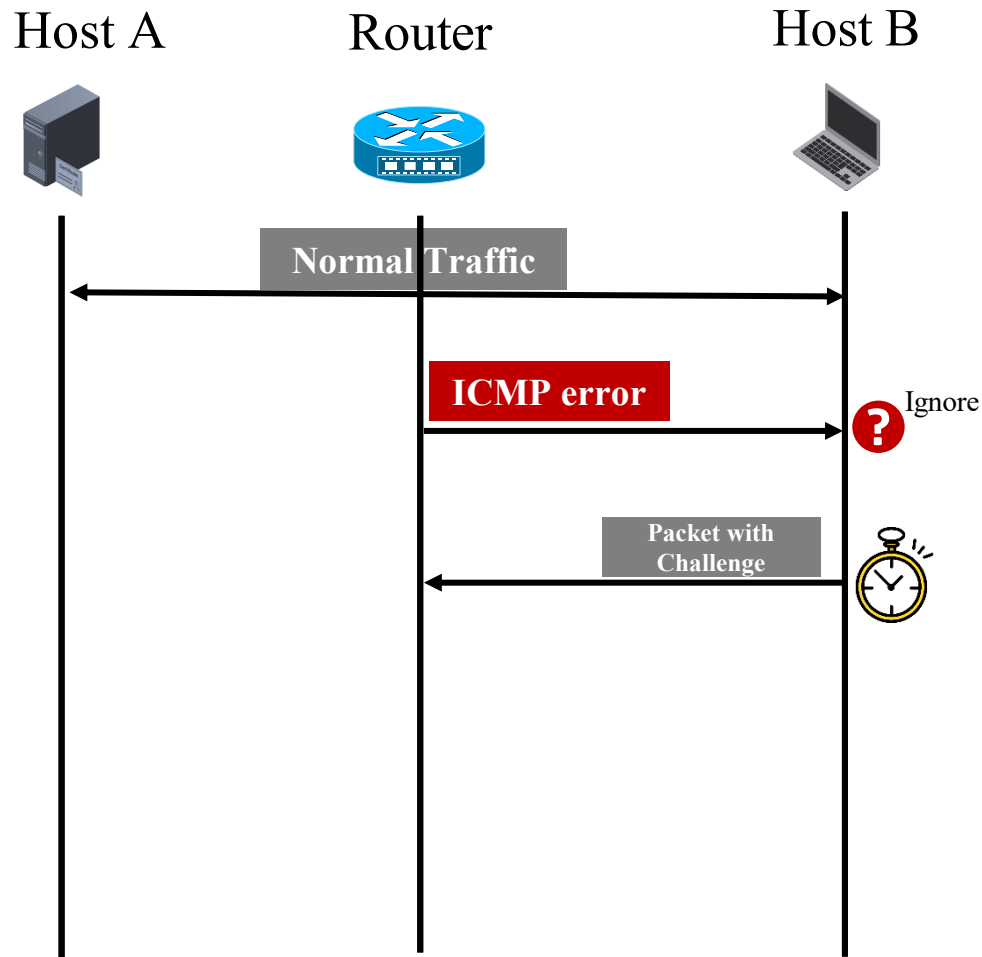 Host A
Router
Host B
Normal Traffic
ICMP error
Ignore
?
Packet with
Challenge